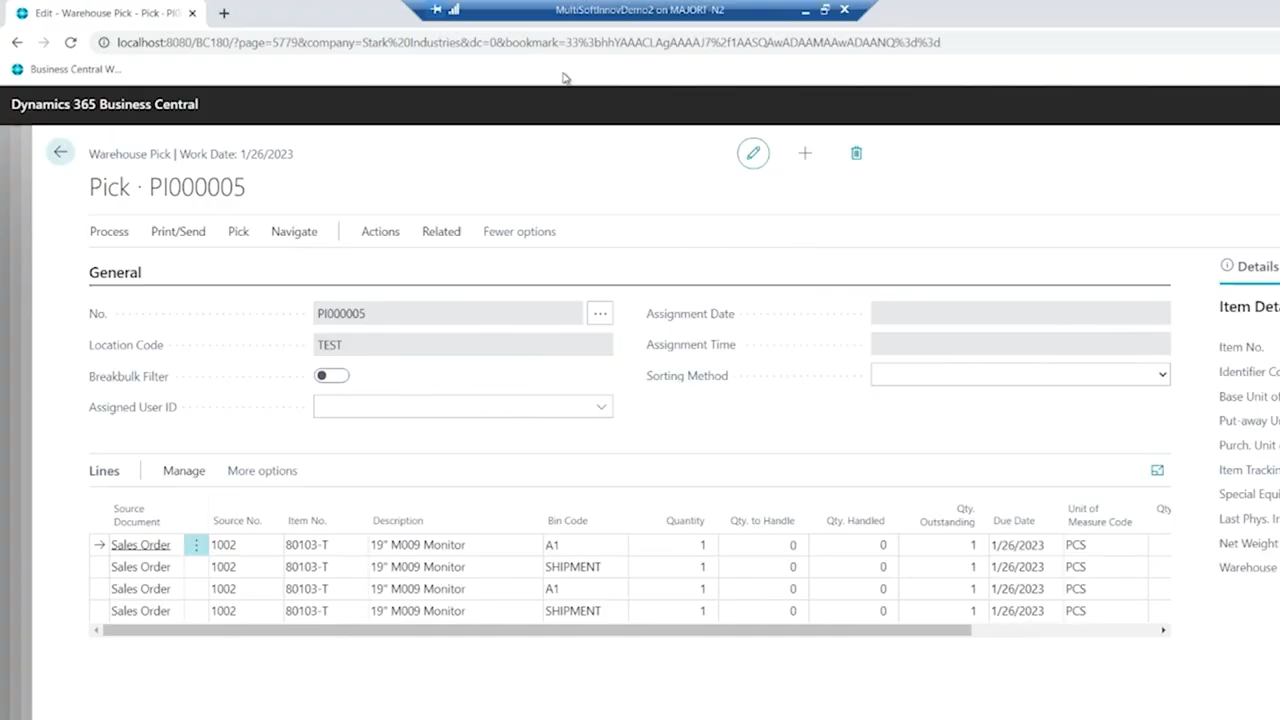 Edit - Warehouse Pick - Pick · PI0
MultiSoftInnovDemo2 on MAJORT-N2
localhost:8080/BC180/?page=5779&company=Stark%20Industries&dc=0&bookmark=33%3bhhYAAACLAgAAAAJ7%2f1AASQAwADAAMAAwADAANQ%3d%3d
Business Central W...
Dynamics 365 Business Central
Warehouse Pick | Work Date: 1/26/2023
Pick · PI000005
Process Print/Send Pick Navigate Actions Related Fewer options
General
Details
No. PI000005 Assignment Date
Item Det
Location Code TEST Assignment Time
Item No.
Breakbulk Filter Sorting Method
Identifier Co
Base Unit of
Assigned User ID
Put-away U
Purch. Unit
Lines Manage More options
Item Trackin
Special Equi
Source Document Source No. Item No. Description Bin Code Quantity Qty. to Handle Qty. Handled Qty. Outstanding Due Date Unit of Measure Code Qty
Last Phys. In
Sales Order 1002 80103-T 19" M009 Monitor A1 1 0 0 1 1/26/2023 PCS
Net Weight
Sales Order 1002 80103-T 19" M009 Monitor SHIPMENT 1 0 0 1 1/26/2023 PCS
Warehouse
Sales Order 1002 80103-T 19" M009 Monitor A1 1 0 0 1 1/26/2023 PCS
Sales Order 1002 80103-T 19" M009 Monitor SHIPMENT 1 0 0 1 1/26/2023 PCS